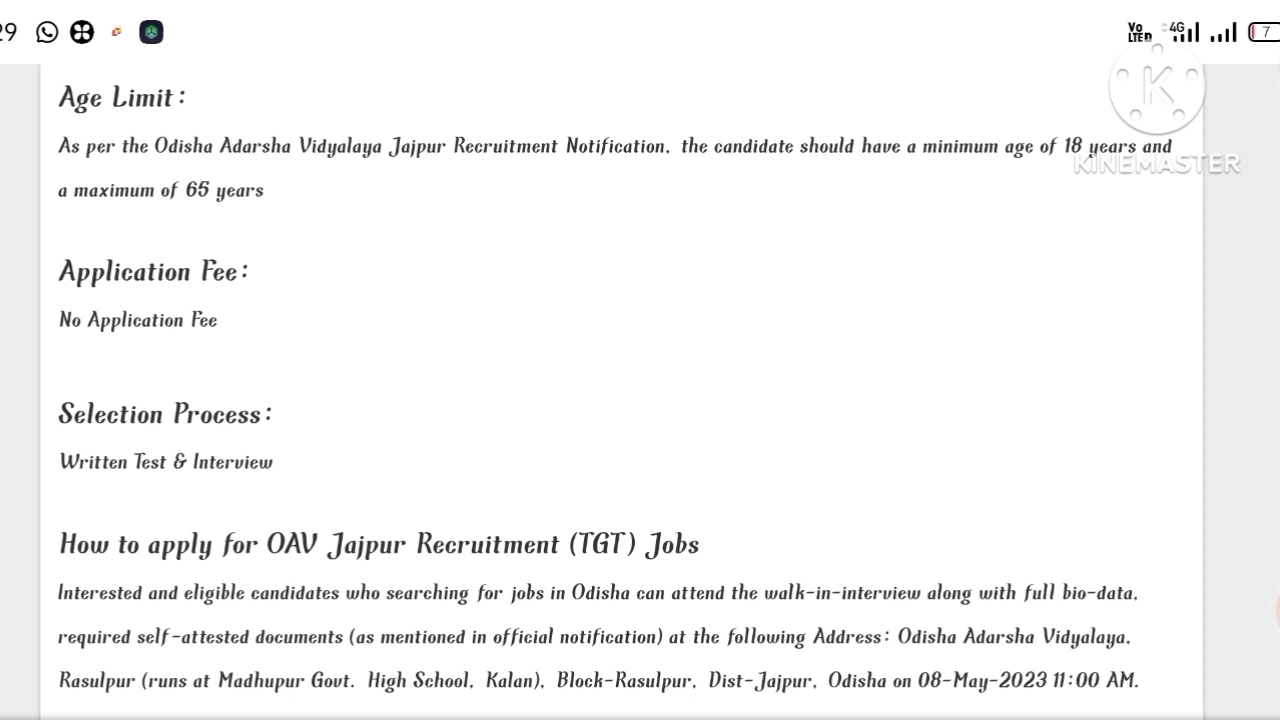 29
Vo LTE 4G 7
K
Age Limit:
As per the Odisha Adarsha Vidyalaya Jajpur Recruitment Notification, the candidate should have a minimum age of 18 years and
KINEMASTER
a maximum of 65 years
Application Fee:
No Application Fee
Selection Process:
Written Test & Interview
How to apply for OAV Jajpur Recruitment (TGT) Jobs
Interested and eligible candidates who searching for jobs in Odisha can attend the walk-in-interview along with full bio-data,
required self-attested documents (as mentioned in official notification) at the following Address: Odisha Adarsha Vidyalaya,
Rasulpur (runs at Madhupur Govt. High School, Kalan), Block-Rasulpur, Dist-Jajpur, Odisha on 08-May-2023 11:00 AM.